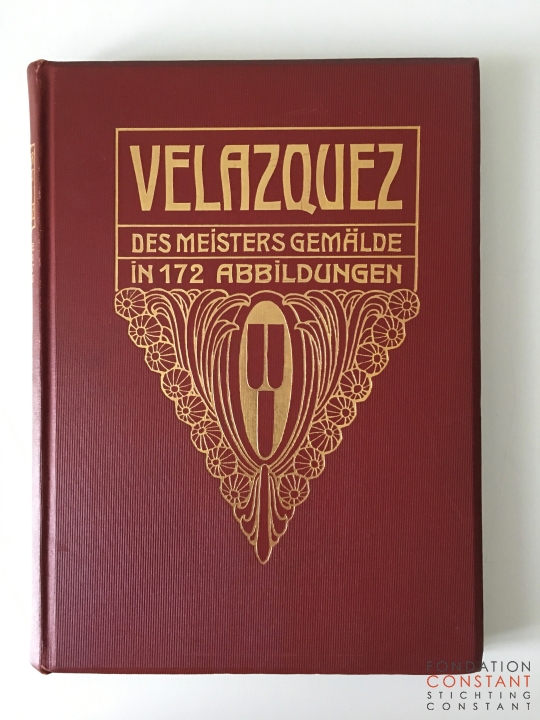 VELAZQUEZ
DES MEISTERS GEMÄLDE
IN 172 ABBILDUNGEN
FONDATION
CONSTANT
STICHTING
CONSTANT